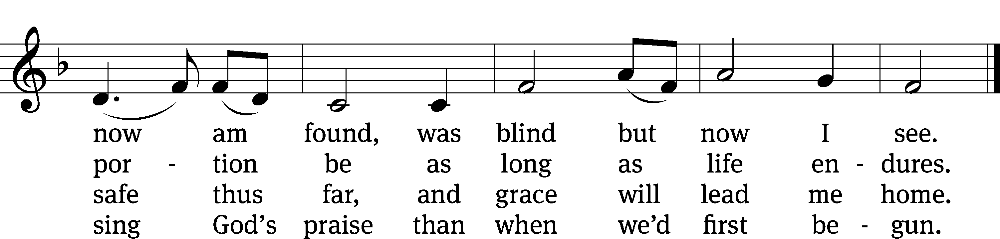 now am found, was blind but now I see.
por - tion be as long as life en - dures.
safe thus far, and grace will lead me home.
sing God’s praise than when we’d first be - gun.